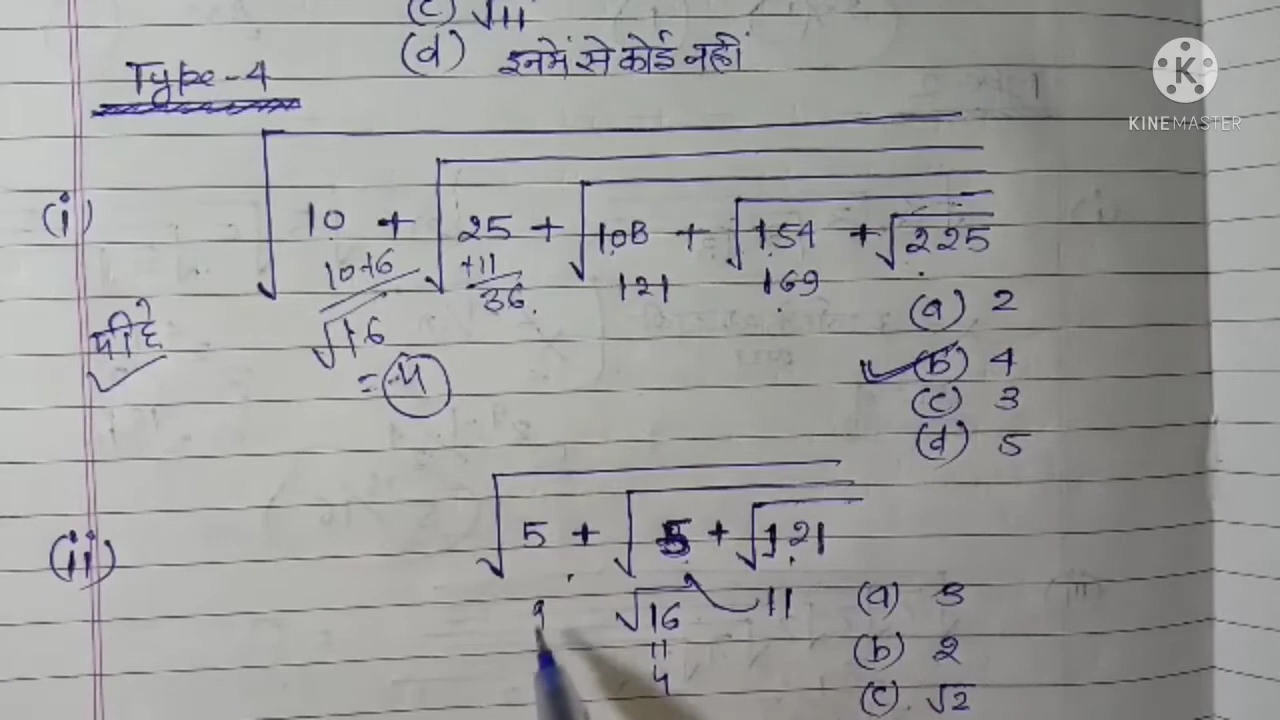 (c) √11
(d) इनमें से कोई नहीं
Type-4
KINEMASTER
(i) √10 + √25 + √108 + √154 + √225
10+6 +11 121 169
36
पीछे √16
= 4
(a) 2
(b) 4
(c) 3
(d) 5
(ii) √5 + √5 + √121
9 √16 11
11
4
(a) 3
(b) 2
(c) √2